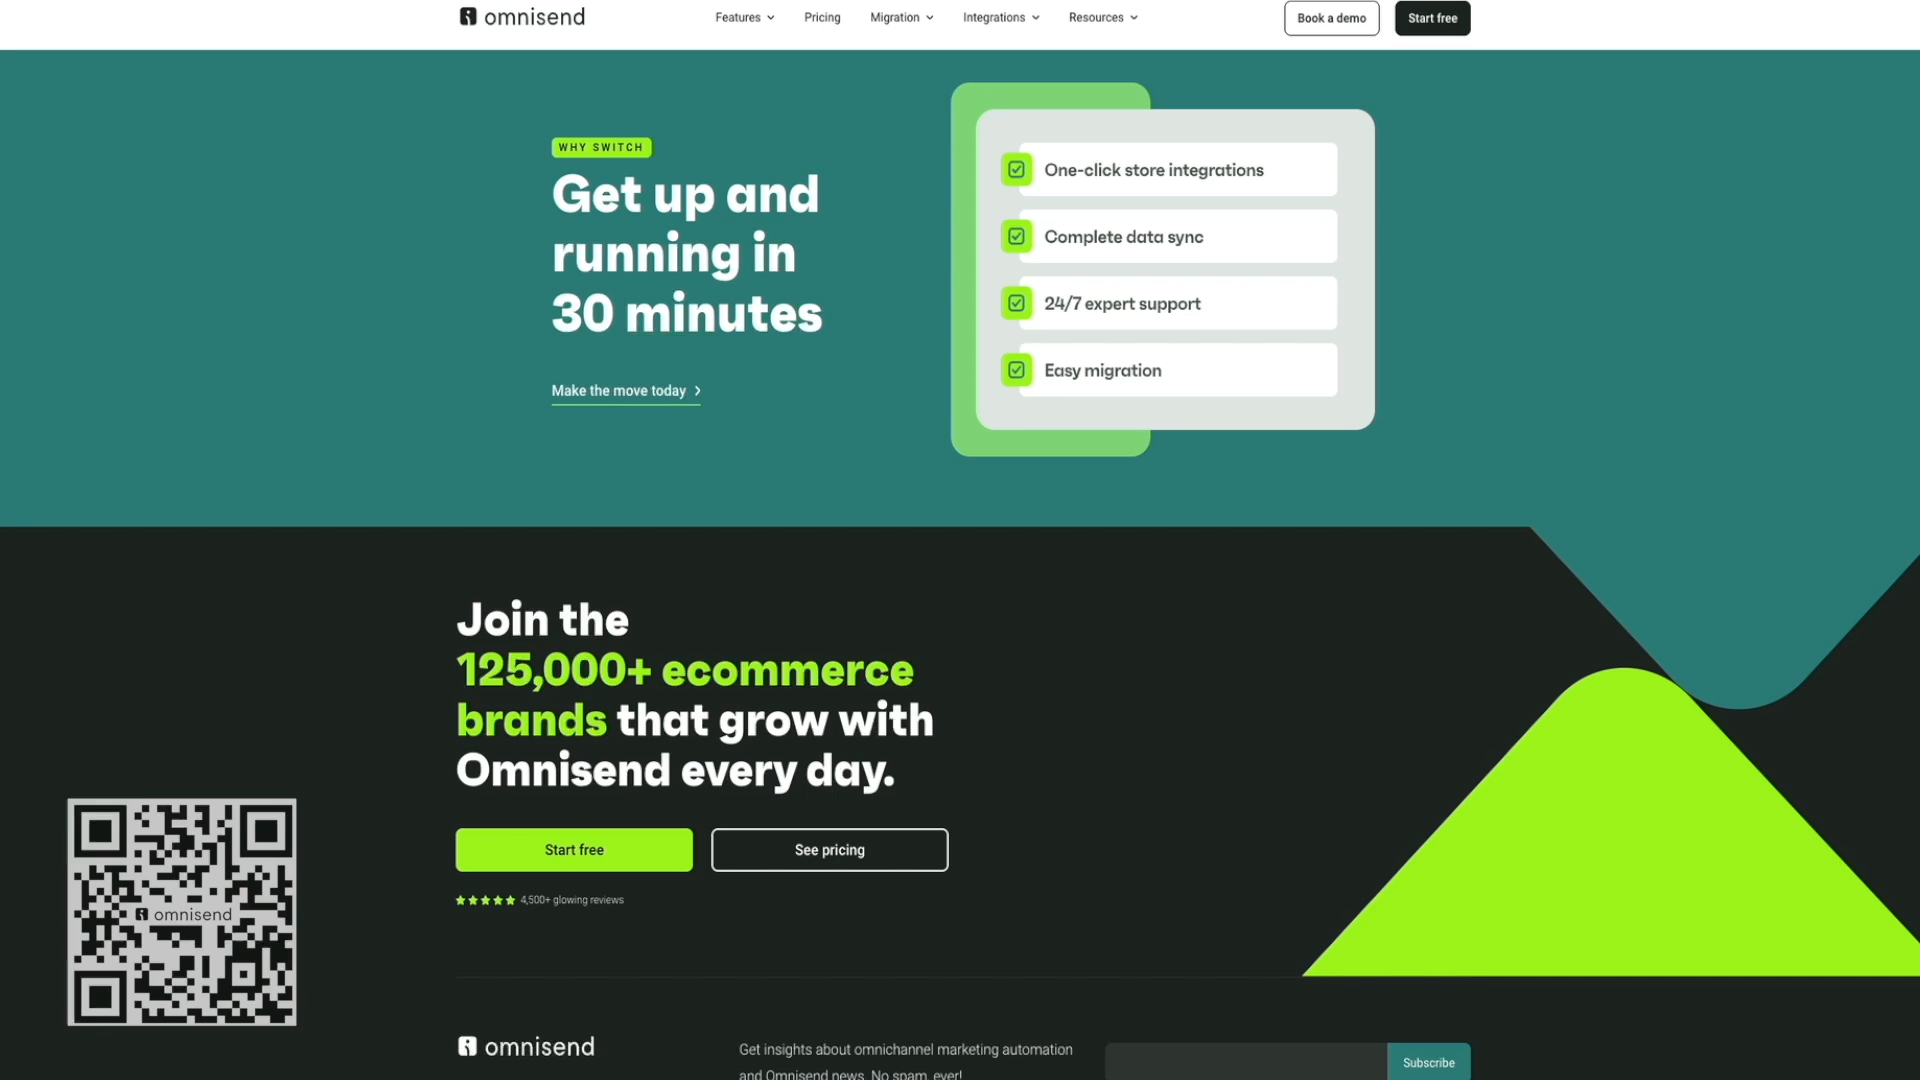 omnisend
Features
Pricing
Migration
Integrations
Resources
Book a demo
Start free
WHY SWITCH
Get up and
running in
30 minutes
Make the move today
One-click store integrations
Complete data sync
24/7 expert support
Easy migration
Join the
125,000+ ecommerce
brands that grow with
Omnisend every day.
Start free
See pricing
4,500+ glowing reviews
omnisend
omnisend
Get insights about omnichannel marketing automation
and Omnisend news. No spam, ever!
Subscribe